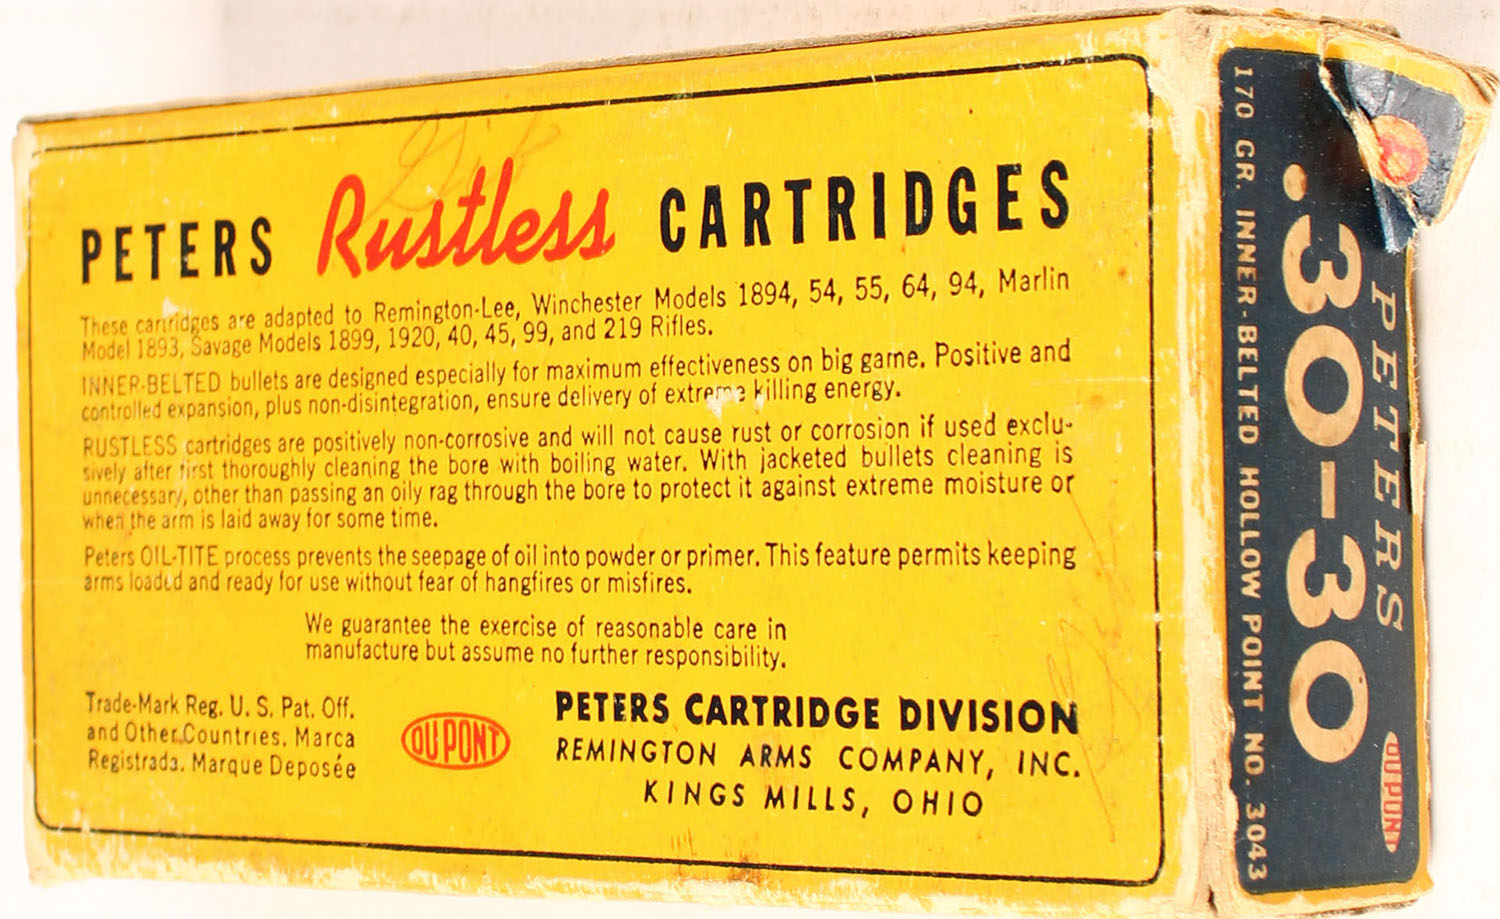 PETERS Rustless CARTRIDGES
These cartridges are adapted to Remington-Lee, Winchester Models 1894, 54, 55, 64, 94, Marlin
Model 1893, Savage Models 1899, 1920, 40, 45, 99, and 219 Rifles.
INNER-BELTED bullets are designed especially for maximum effectiveness on big game. Positive and
controlled expansion, plus non-disintegration, ensure delivery of extreme killing energy.
RUSTLESS cartridges are positively non-corrosive and will not cause rust or corrosion if used exclu-
sively after first thoroughly cleaning the bore with boiling water. With jacketed bullets cleaning is
unnecessary, other than passing an oily rag through the bore to protect it against extreme moisture or
when the arm is laid away for some time.
Peters OIL-TITE process prevents the seepage of oil into powder or primer. This feature permits keeping
arms loaded and ready for use without fear of hangfires or misfires.
We guarantee the exercise of reasonable care in
manufacture but assume no further responsibility.
Trade-Mark Reg. U. S. Pat. Off.
and Other Countries. Marca
Registrada. Marque Deposée
DU PONT
PETERS CARTRIDGE DIVISION
REMINGTON ARMS COMPANY, INC.
KINGS MILLS, OHIO
PETERS
DU PONT
.30-30
170 GR. INNER-BELTED HOLLOW POINT NO. 3043